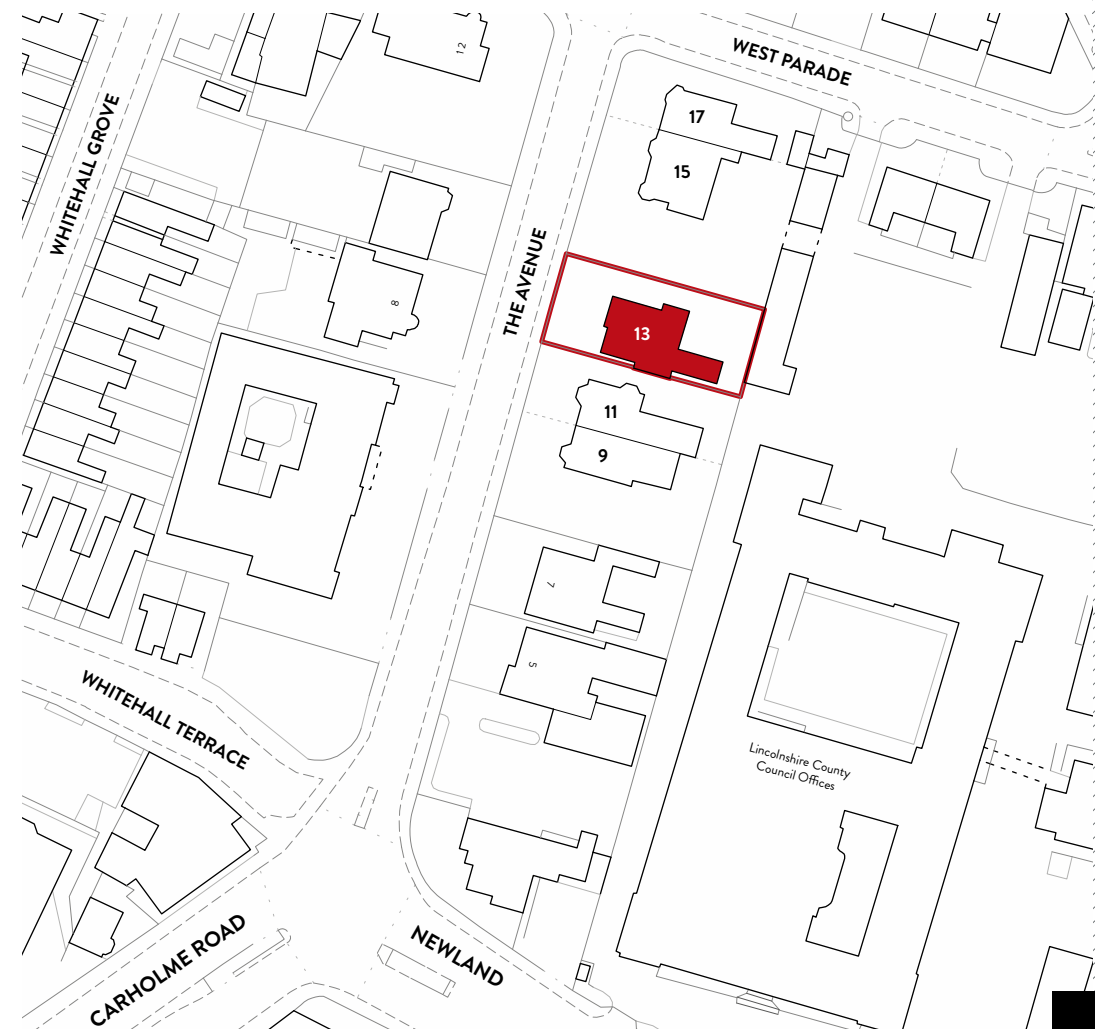 12
WEST PARADE
WHITEHALL GROVE
17
15
THE AVENUE
8
13
11
9
7
5
WHITEHALL TERRACE
Lincolnshire County
Council Offices
CARHOLME ROAD
NEWLAND